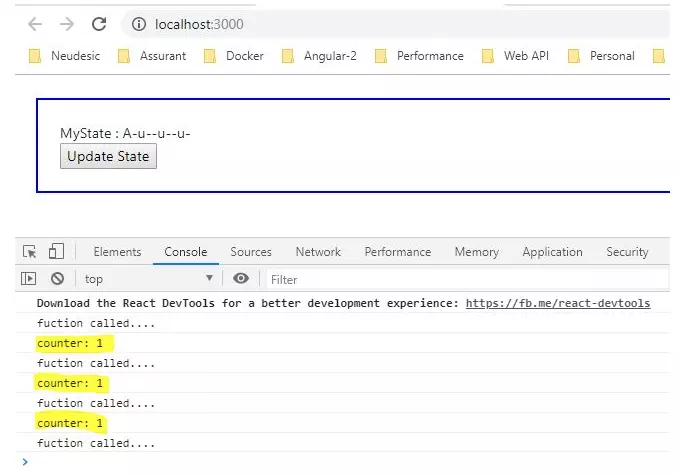 localhost:3000
Neudesic Assurant Docker Angular-2 Performance Web API Personal
MyState : A-u--u--u-
Update State
Elements Console Sources Network Performance Memory Application Security
top Filter
Download the React DevTools for a better development experience: https://fb.me/react-devtools
fuction called....
counter: 1
fuction called....
counter: 1
fuction called....
counter: 1
fuction called....